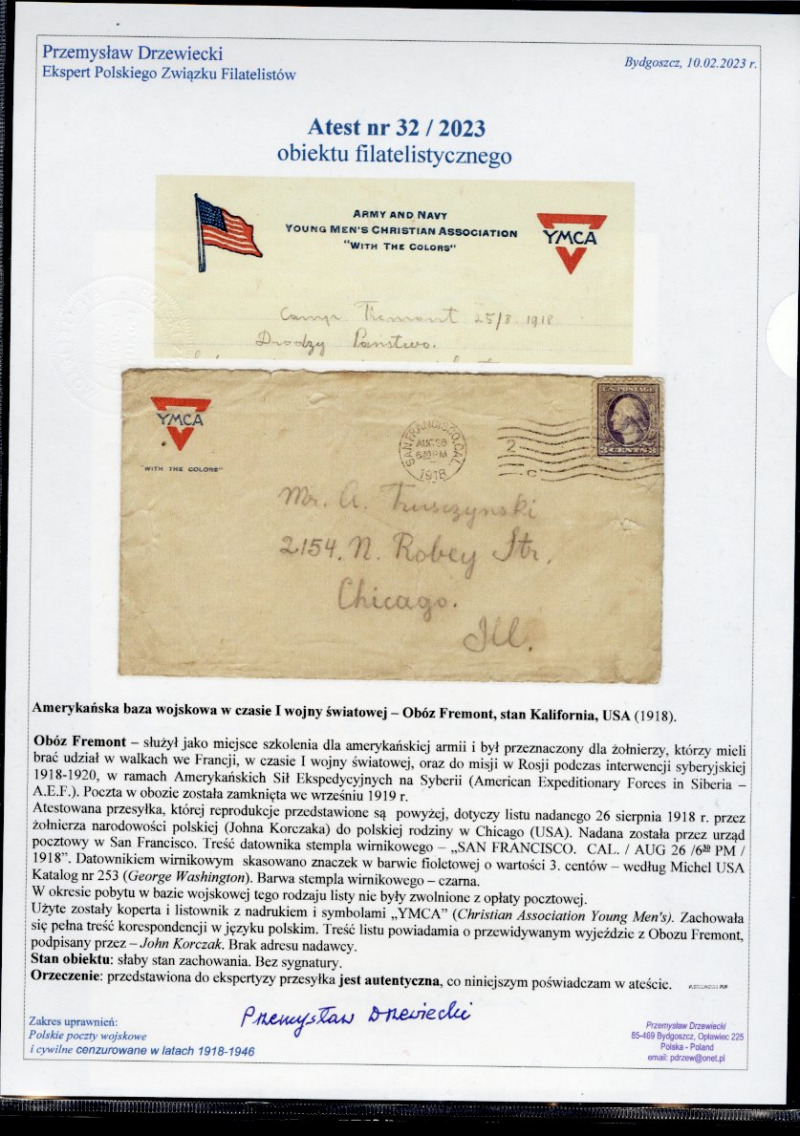 Przemysław Drzewiecki
Ekspert Polskiego Związku Filatelistów
Bydgoszcz, 10.02.2023 r.
Atest nr 32 / 2023
obiektu filatelistycznego
ARMY AND NAVY
YOUNG MEN'S CHRISTIAN ASSOCIATION
"WITH THE COLORS"
YMCA
Camp Fremont 25/8. 1918
Drodzy Państwo.
YMCA
"WITH THE COLORS"
SAN FRANCISCO, CAL.
AUG 26
6 PM
1918
2
C
U.S. POSTAGE
3 CENTS 3
Mr. A. Truszynski
2154. N. Robey Str.
Chicago.
Ill.
Amerykańska baza wojskowa w czasie I wojny światowej – Obóz Fremont, stan Kalifornia, USA (1918).
Obóz Fremont – służył jako miejsce szkolenia dla amerykańskiej armii i był przeznaczony dla żołnierzy, którzy mieli
brać udział w walkach we Francji, w czasie I wojny światowej, oraz do misji w Rosji podczas interwencji syberyjskiej
1918-1920, w ramach Amerykańskich Sił Ekspedycyjnych na Syberii (American Expeditionary Forces in Siberia –
A.E.F.). Poczta w obozie została zamknięta we wrześniu 1919 r.
Atestowana przesyłka, której reprodukcje przedstawione są powyżej, dotyczy listu nadanego 26 sierpnia 1918 r. przez
żołnierza narodowości polskiej (Johna Korczaka) do polskiej rodziny w Chicago (USA). Nadana została przez urząd
pocztowy w San Francisco. Treść datownika stempla wirnikowego – „SAN FRANCISCO. CAL. / AUG 26 /6³⁰ PM /
1918”. Datownikiem wirnikowym skasowano znaczek w barwie fioletowej o wartości 3. centów – według Michel USA
Katalog nr 253 (George Washington). Barwa stempla wirnikowego – czarna.
W okresie pobytu w bazie wojskowej tego rodzaju listy nie były zwolnione z opłaty pocztowej.
Użyte zostały koperta i listownik z nadrukiem i symbolami „YMCA” (Christian Association Young Men's). Zachowała
się pełna treść korespondencji w języku polskim. Treść listu powiadamia o przewidywanym wyjeździe z Obozu Fremont,
podpisany przez – John Korczak. Brak adresu nadawcy.
Stan obiektu: słaby stan zachowania. Bez sygnatury.
Orzeczenie: przedstawiona do ekspertyzy przesyłka jest autentyczna, co niniejszym poświadczam w ateście.
Przemysław Drzewiecki
Zakres uprawnień:
Polskie poczty wojskowe
i cywilne cenzurowane w latach 1918-1946
Przemysław Drzewiecki
85-469 Bydgoszcz, Opławiec 225
Polska - Poland
email: pdrzew@onet.pl